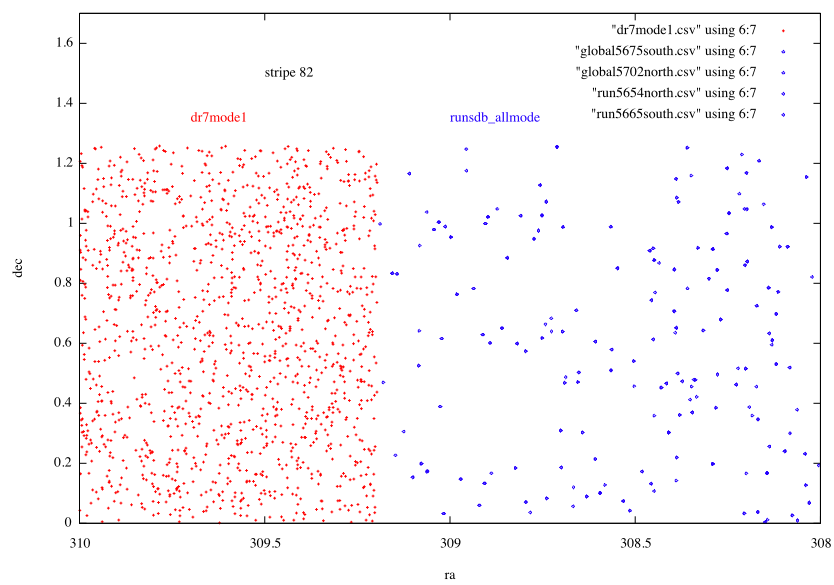 "dr7mode1.csv" using 6:7
"global5675south.csv" using 6:7
"global5702north.csv" using 6:7
"run5654north.csv" using 6:7
"run5665south.csv" using 6:7
stripe 82
dr7mode1
runsdb_allmode
1.6
1.4
1.2
1
0.8
0.6
0.4
0.2
0
dec
310
309.5
309
308.5
308
ra